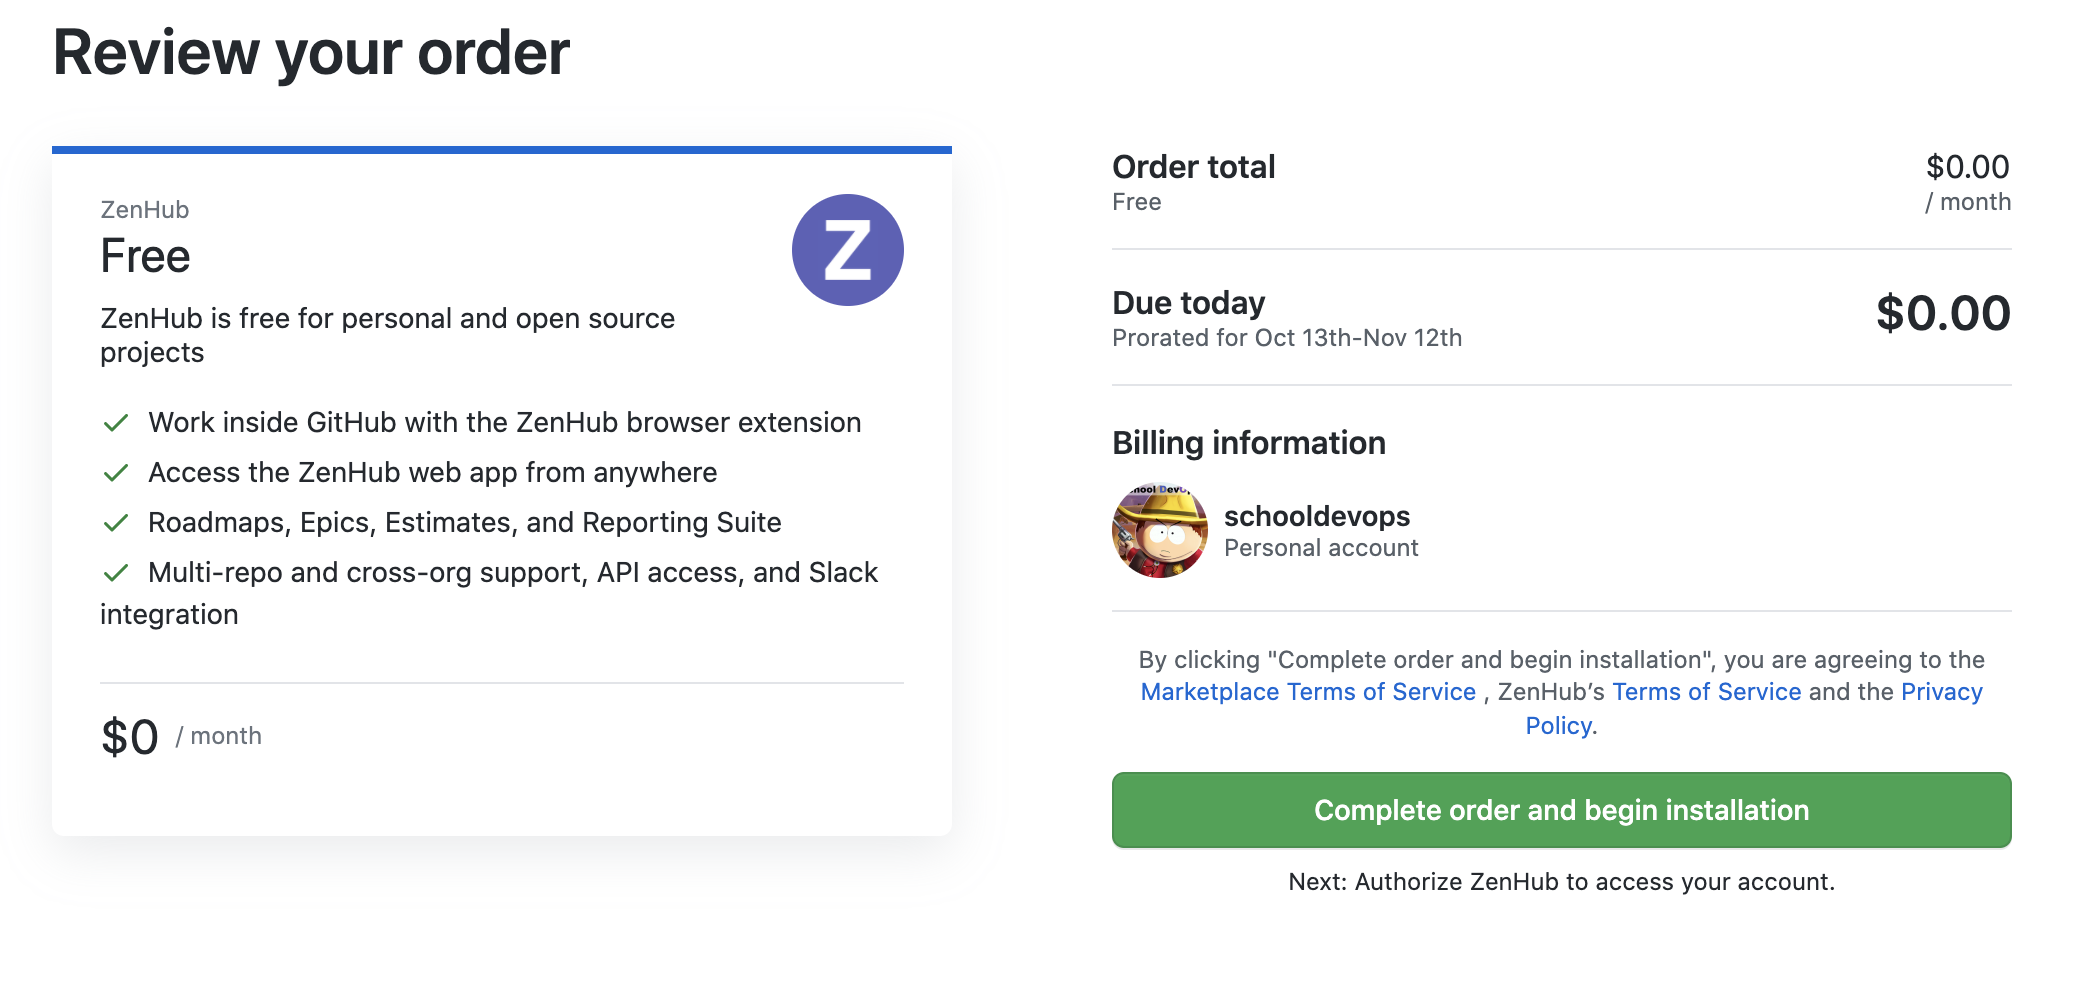 Review your order
ZenHub
Free
Z
ZenHub is free for personal and open source
projects
Work inside GitHub with the ZenHub browser extension
Access the ZenHub web app from anywhere
Roadmaps, Epics, Estimates, and Reporting Suite
Multi-repo and cross-org support, API access, and Slack
integration
$0 / month
Order total $0.00
Free / month
Due today $0.00
Prorated for Oct 13th-Nov 12th
Billing information
schooldevops
Personal account
By clicking "Complete order and begin installation", you are agreeing to the
Marketplace Terms of Service , ZenHub’s Terms of Service and the Privacy
Policy.
Complete order and begin installation
Next: Authorize ZenHub to access your account.